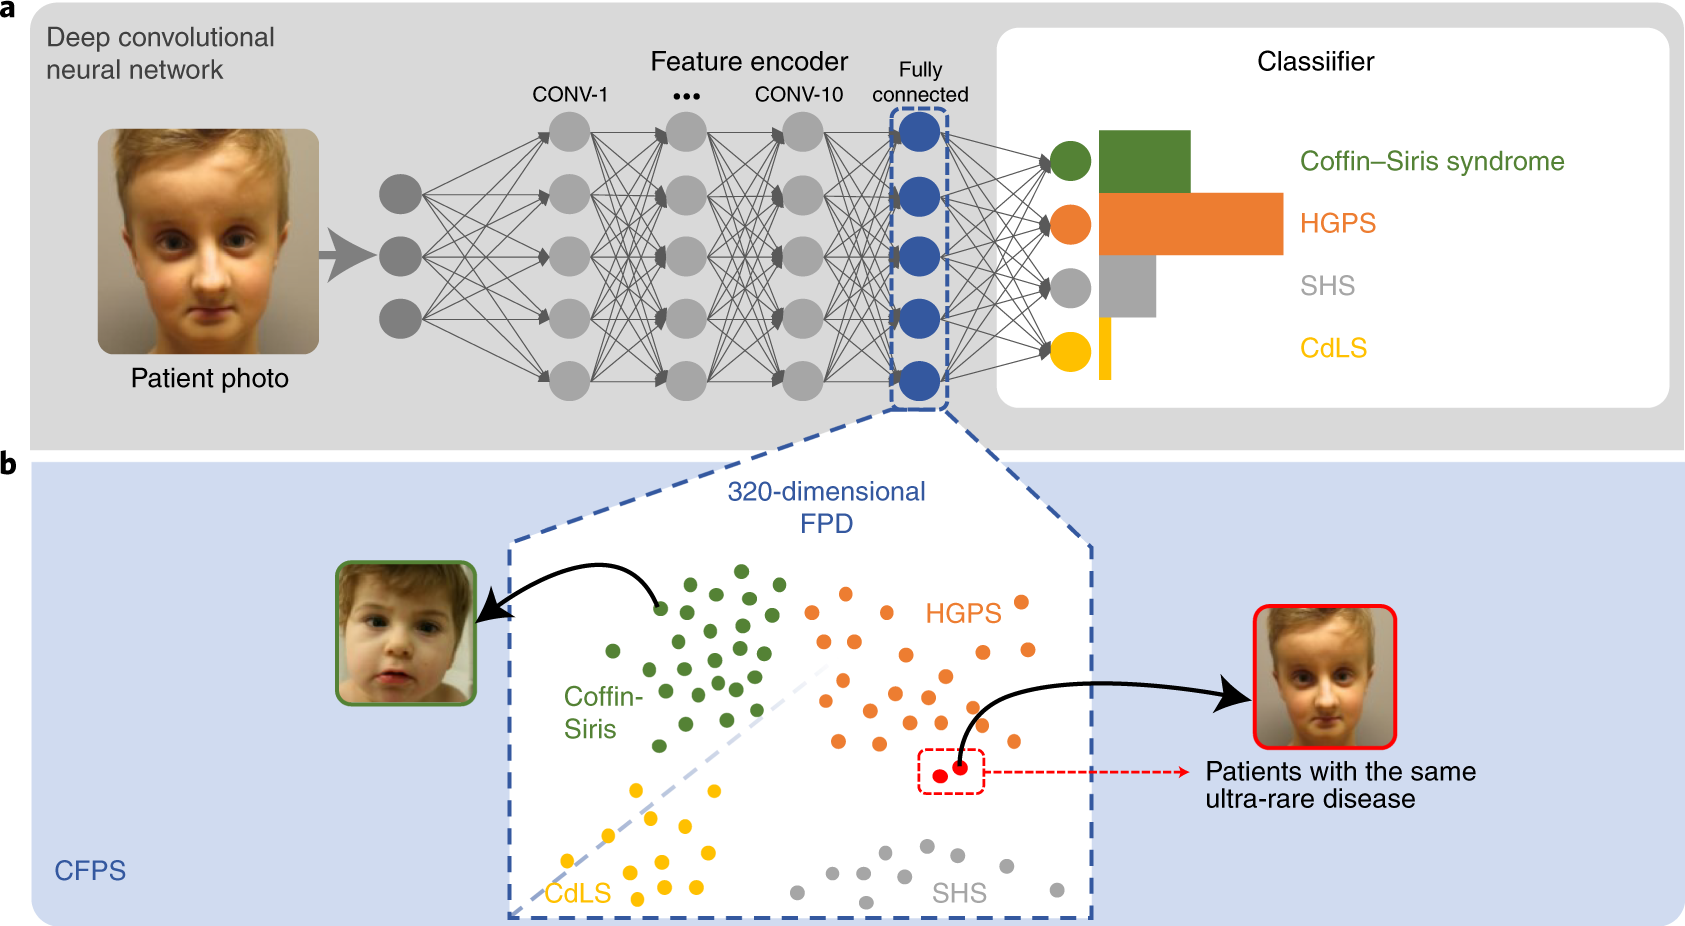 a
Deep convolutional
neural network
Feature encoder
CONV-1
•••
CONV-10
Fully
connected
Classiifier
Coffin–Siris syndrome
HGPS
SHS
CdLS
Patient photo
b
320-dimensional
FPD
HGPS
Coffin-
Siris
Patients with the same
ultra-rare disease
CFPS
CdLS
SHS